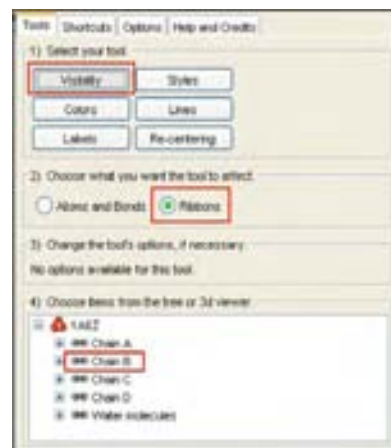 Tools Shortcuts Options Help and Credits
1) Select your tool.
Visibility Styles
Colors Lines
Labels Re-centering
2) Choose what you want the tool to affect.
Atoms and Bonds Ribbons
3) Change the tool's options, if necessary.
No options available for this tool.
4) Choose items from the tree or 3d viewer.
Chain A
Chain B
Chain C
Chain D
Water molecules